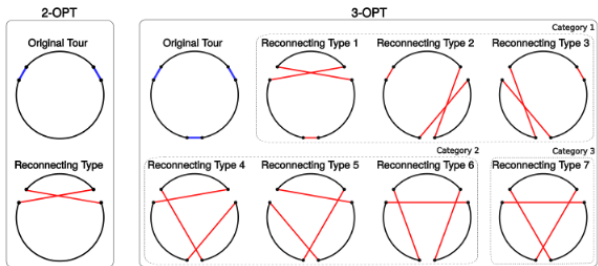 2-OPT
3-OPT
Category 1
Original Tour
Original Tour
Reconnecting Type 1
Reconnecting Type 2
Reconnecting Type 3
Category 2
Category 3
Reconnecting Type
Reconnecting Type 4
Reconnecting Type 5
Reconnecting Type 6
Reconnecting Type 7